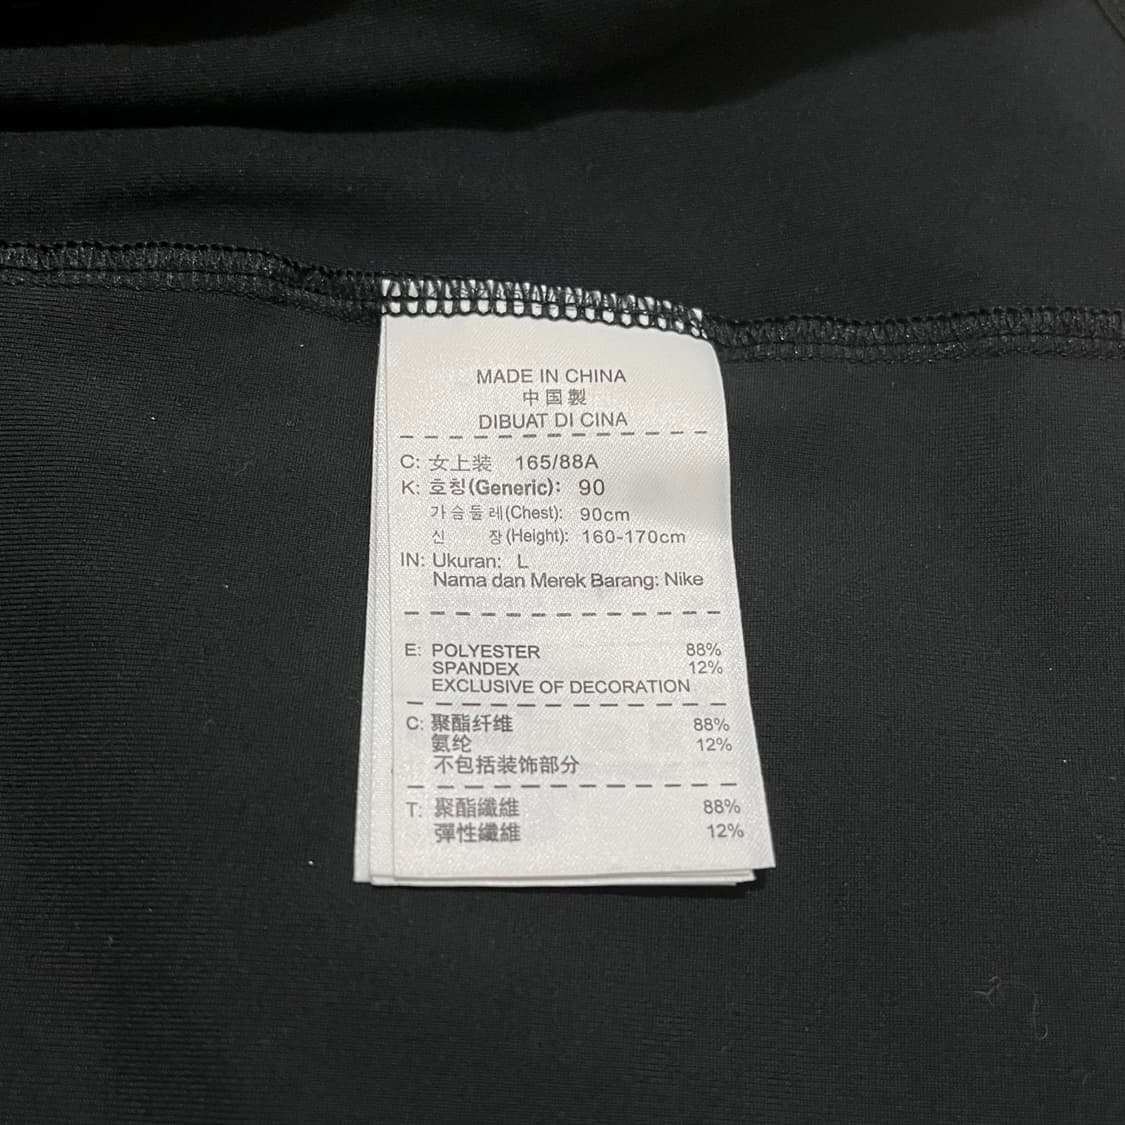 MADE IN CHINA
中国製
DIBUAT DI CINA
C: 女上装 165/88A
K: 호칭(Generic): 90
가슴둘레(Chest): 90cm
신 장(Height): 160-170cm
IN: Ukuran: L
Nama dan Merek Barang: Nike
E: POLYESTER 88%
SPANDEX 12%
EXCLUSIVE OF DECORATION
C: 聚酯纤维 88%
氨纶 12%
不包括装饰部分
T: 聚酯纖維 88%
彈性纖維 12%